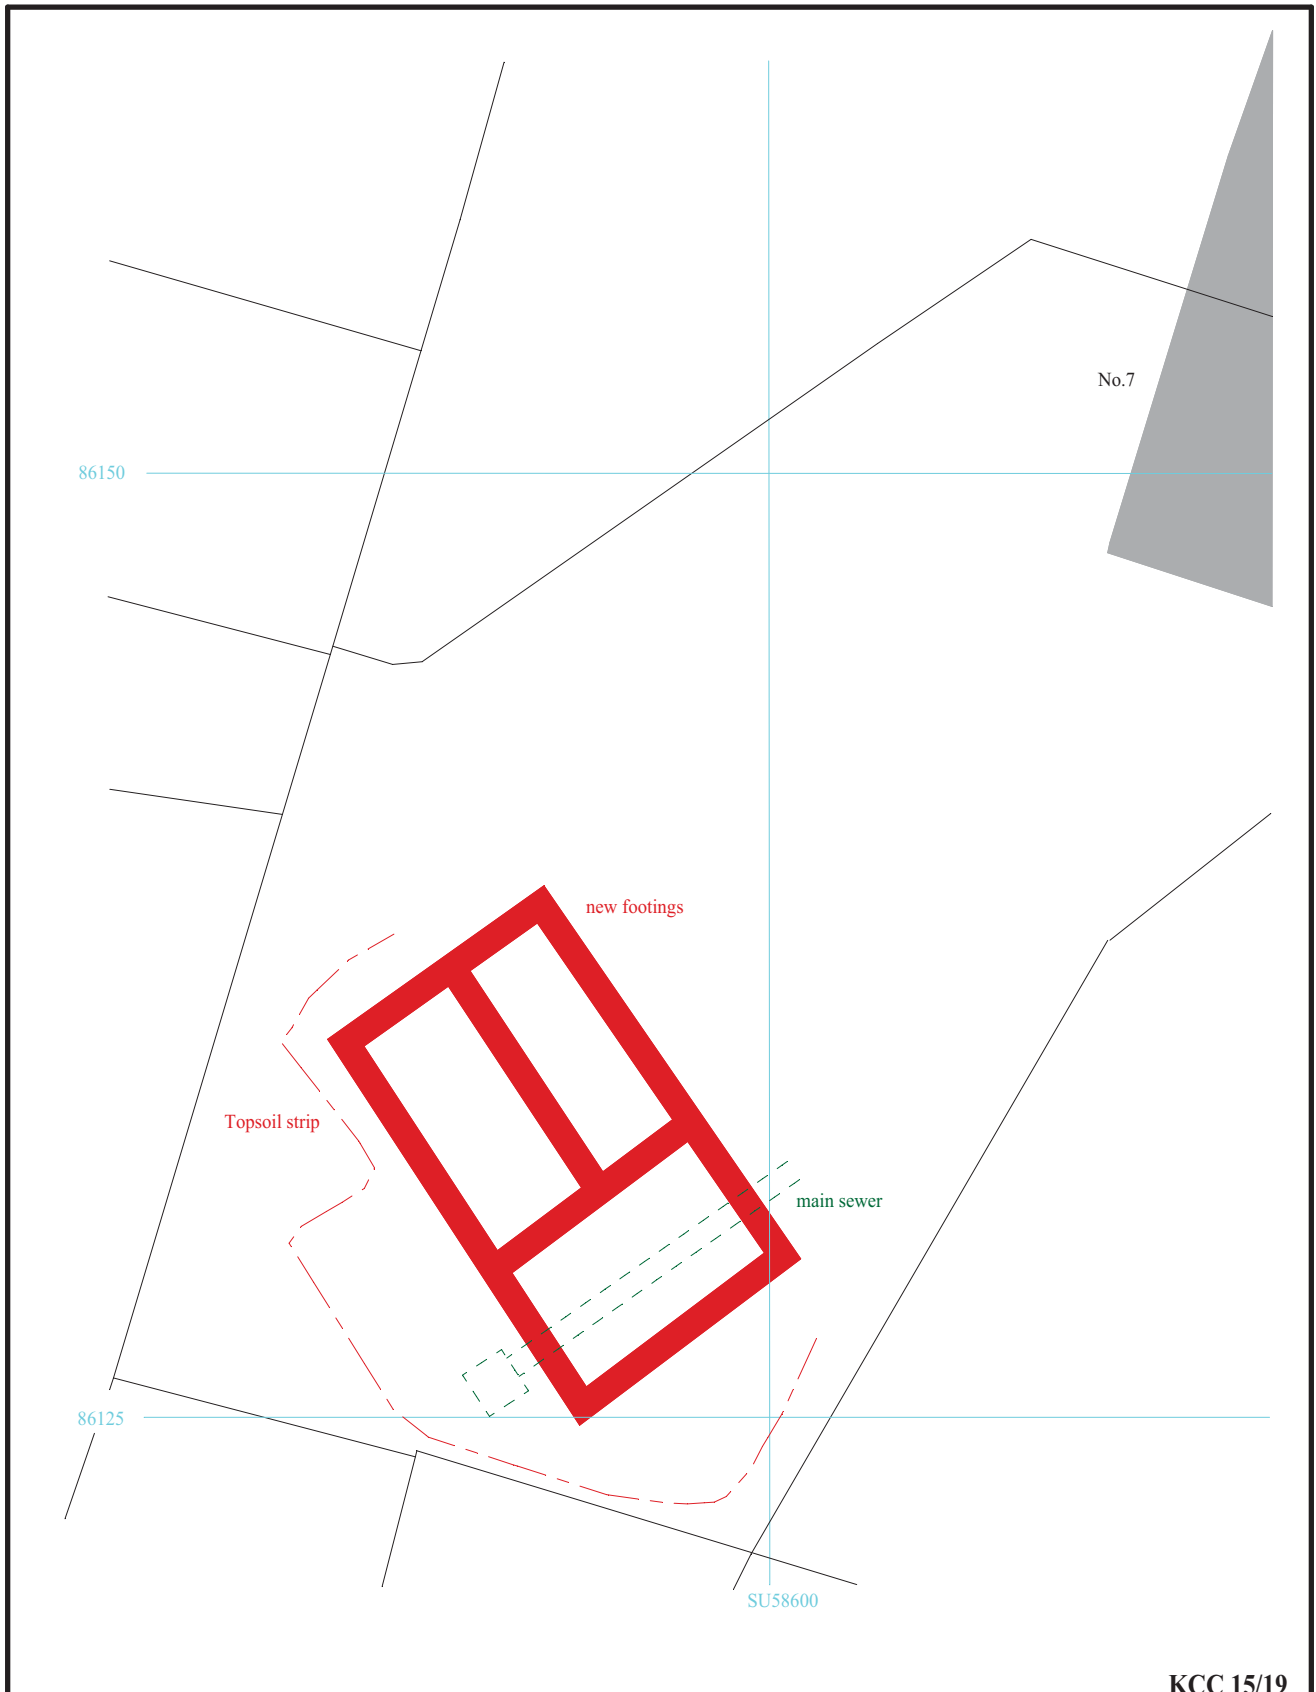 No.7
86150
new footings
Topsoil strip
main sewer
86125
SU58600
KCC 15/19